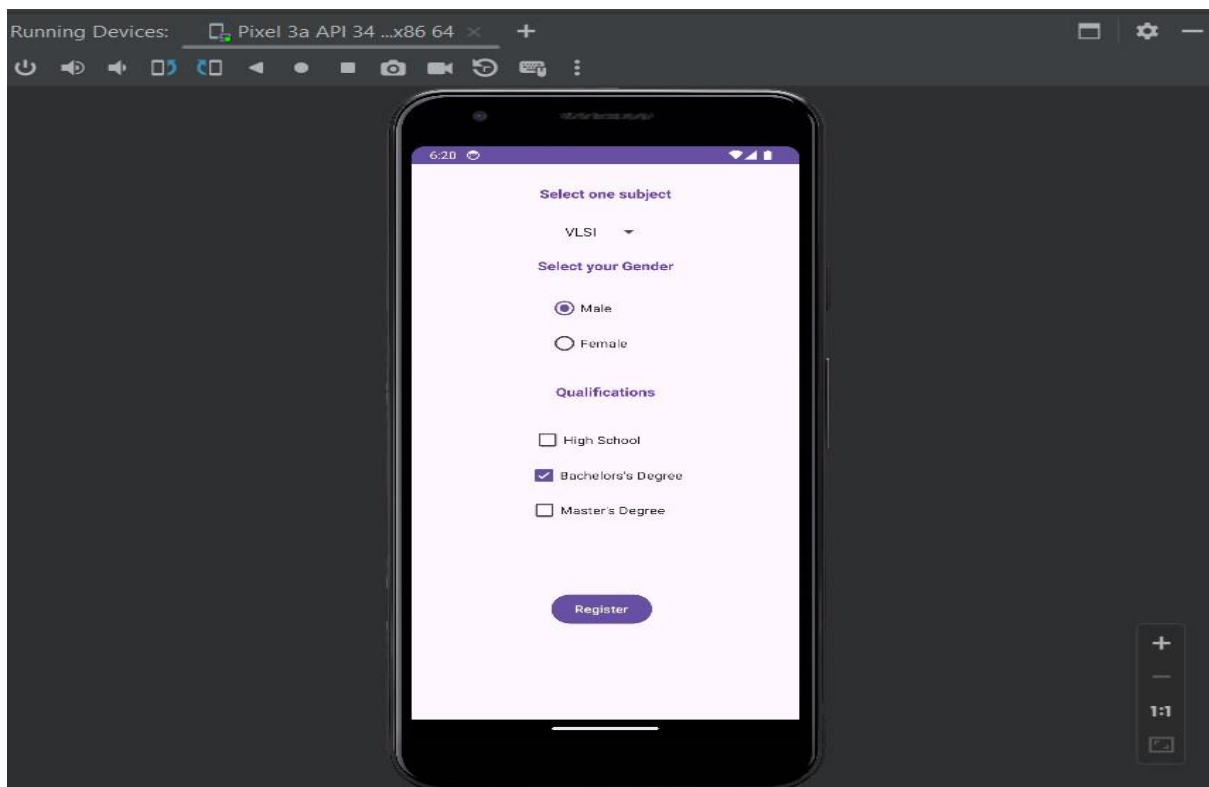 Running Devices: Pixel 3a API 34 ...x86 64
6:20
Select one subject
VLSI
Select your Gender
Male
Female
Qualifications
High School
Bachelors's Degree
Master's Degree
Register
1:1